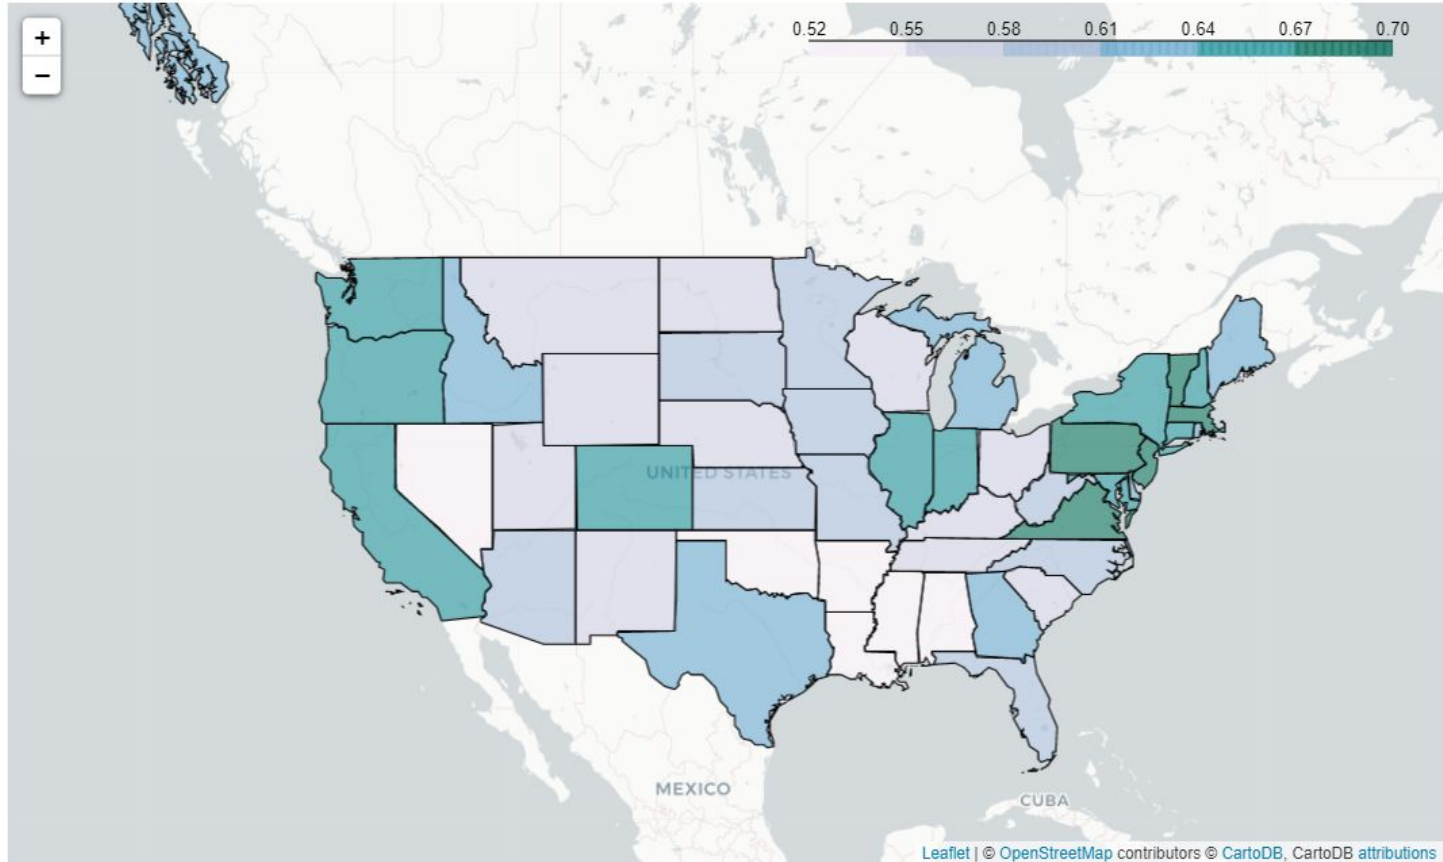 +
−
0.52 0.55 0.58 0.61 0.64 0.67 0.70
UNITED STATES
MEXICO
CUBA
Leaflet | © OpenStreetMap contributors © CartoDB, CartoDB attributions